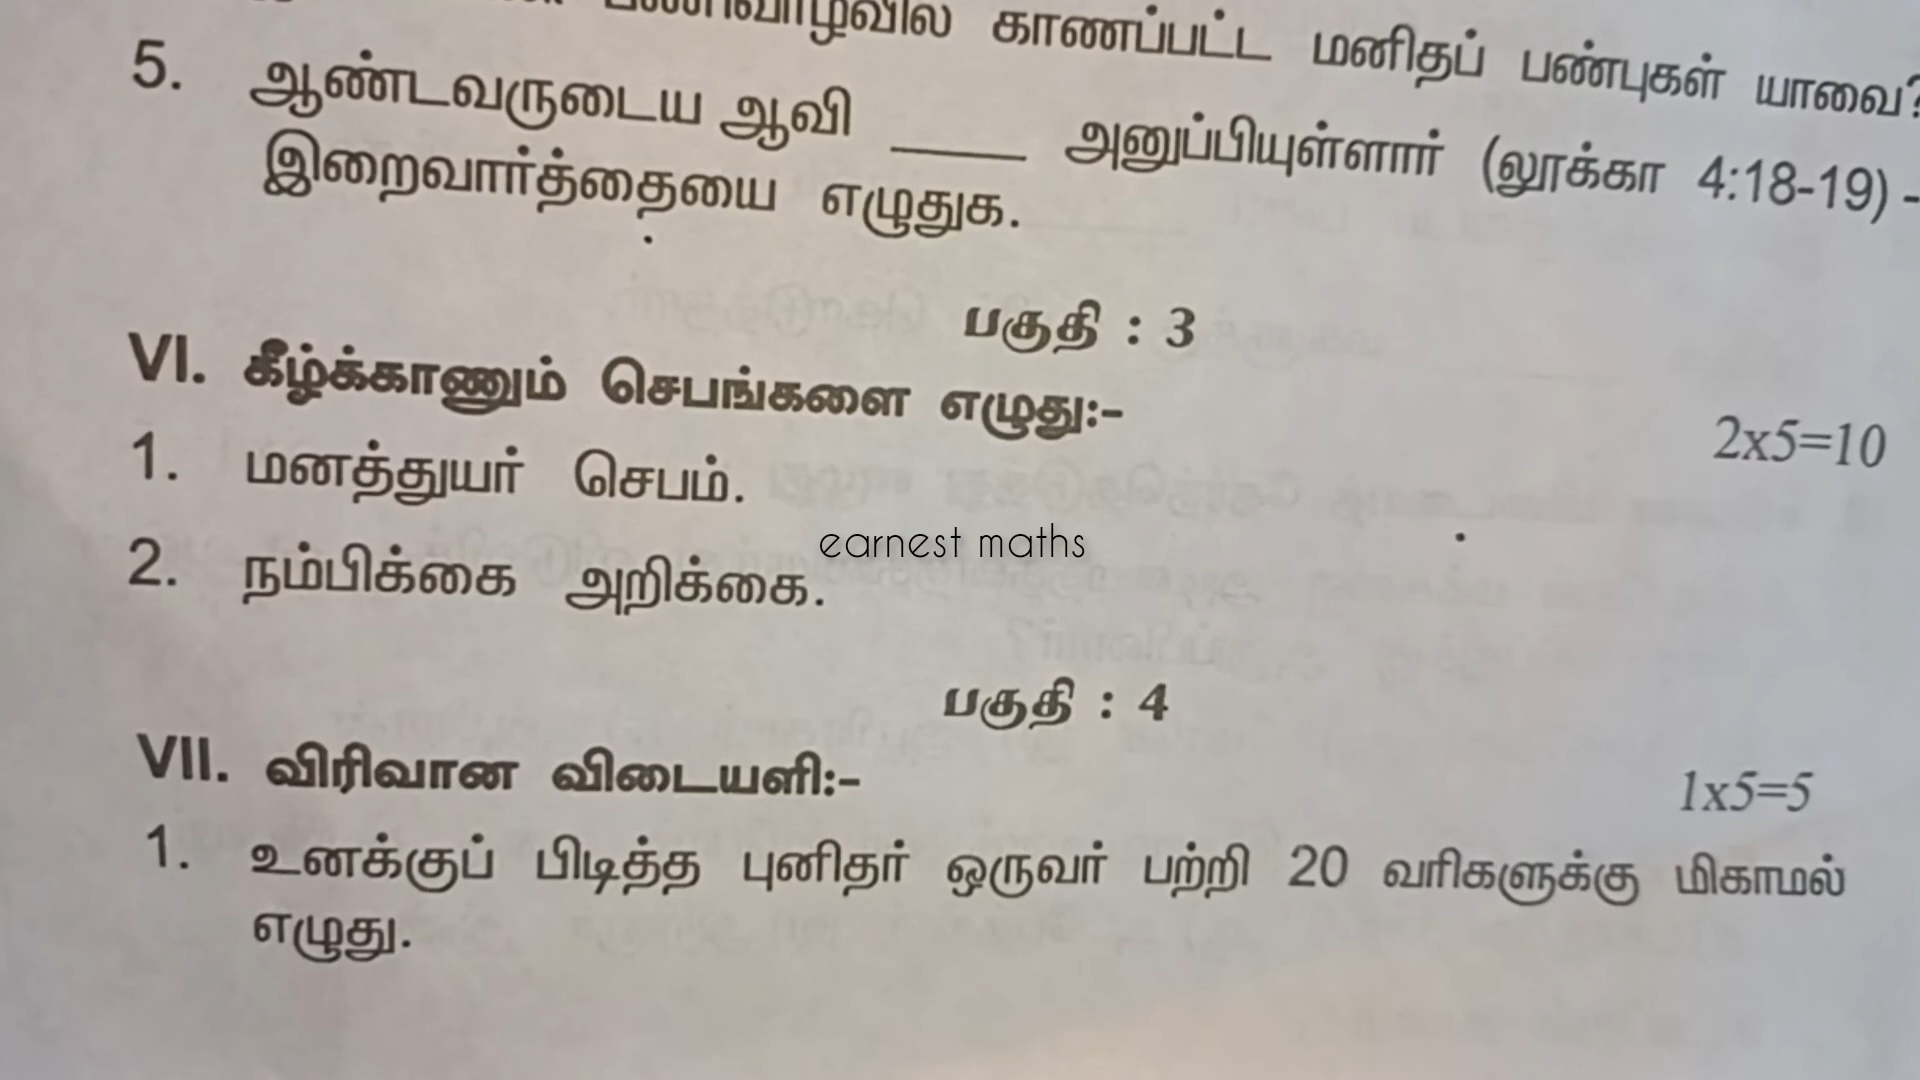 காணப்பட்ட மனிதப் பண்புகள் யாவை?
5. ஆண்டவருடைய ஆவி ____ அனுப்பியுள்ளார் (லூக்கா 4:18-19) -
இறைவார்த்தையை எழுதுக.
பகுதி : 3
VI. கீழ்க்காணும் செபங்களை எழுது:-
2x5=10
1. மனத்துயர் செபம்.
earnest maths
2. நம்பிக்கை அறிக்கை.
பகுதி : 4
VII. விரிவான விடையளி:-
1x5=5
1. உனக்குப் பிடித்த புனிதர் ஒருவர் பற்றி 20 வரிகளுக்கு மிகாமல்
எழுது.